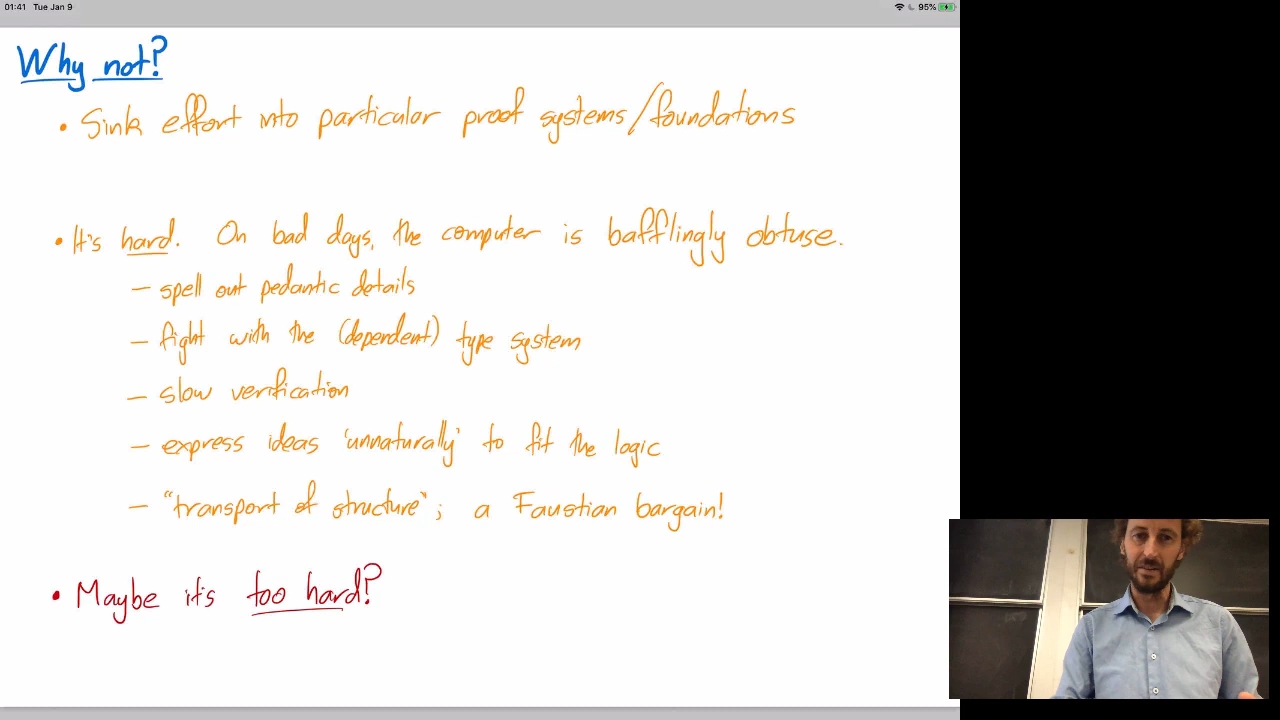 01:41 Tue Jan 9 95%
Why not?
• Sink effort into particular proof systems/foundations
• It's hard. On bad days, the computer is bafflingly obtuse.
– spell out pedantic details
– fight with the (dependent) type system
– slow verification
– express ideas 'unnaturally' to fit the logic
– "transport of structure"; a Faustian bargain!
• Maybe it's too hard?